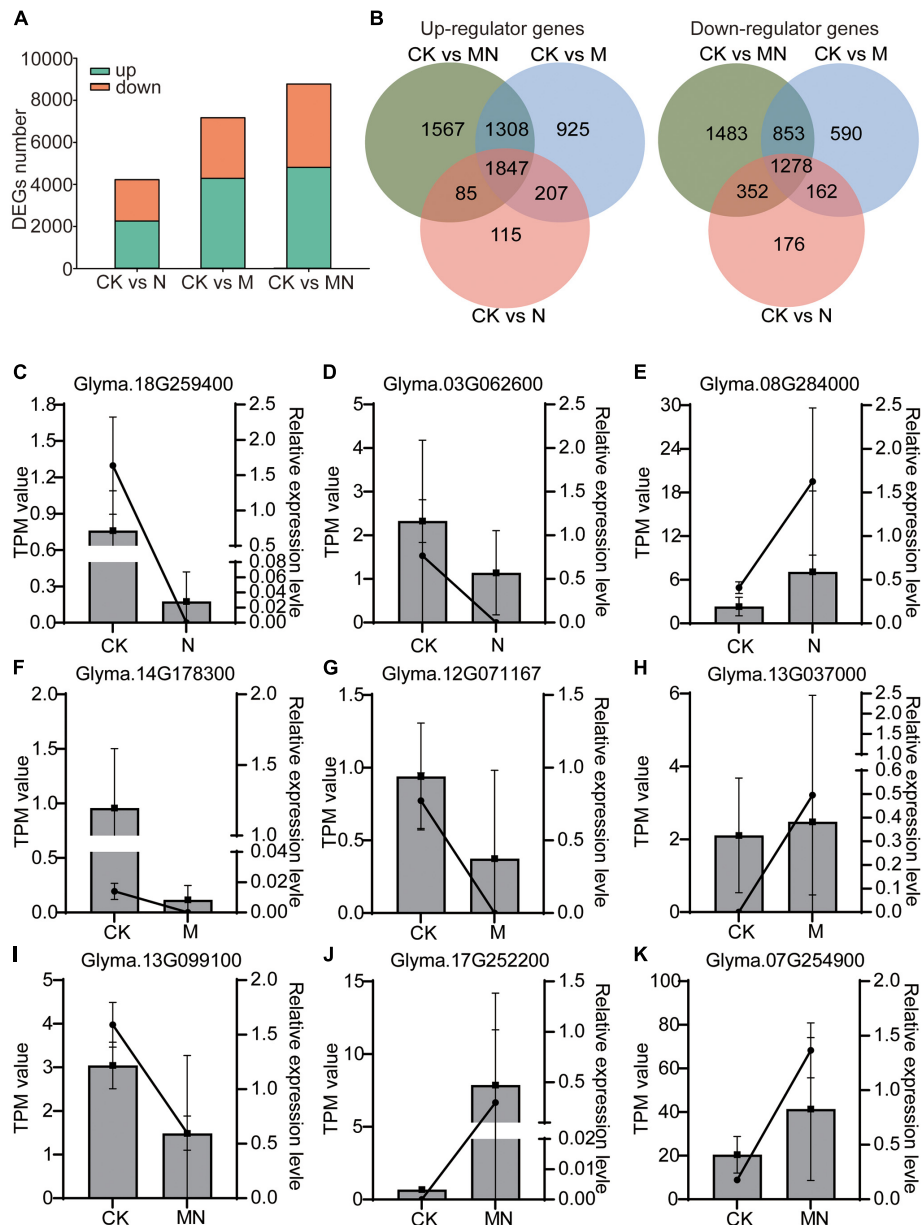 A
DEGs number
10000
8000
6000
4000
2000
0
up
down
CK vs N
CK vs M
CK vs MN
B
Up-regulator genes
CK vs MN
CK vs M
1567
1308
925
1847
85
207
115
CK vs N
Down-regulator genes
CK vs MN
CK vs M
1483
853
590
1278
352
162
176
CK vs N
C
Glyma.18G259400
TPM value
1.8
1.5
1.2
0.9
0.6
0.3
0.0
Relative expression levle
2.5
2.0
1.5
1.0
0.5
0.08
0.06
0.04
0.02
0.00
CK
N
D
Glyma.03G062600
TPM value
5
4
3
2
1
0
Relative expression levle
2.5
2.0
1.5
1.0
0.5
0.0
CK
N
E
Glyma.08G284000
TPM value
30
24
18
12
6
0
Relative expression levle
2.5
2.0
1.5
1.0
0.5
0.0
CK
N
F
Glyma.14G178300
TPM value
2.0
1.5
1.0
0.5
0.0
Relative expression levle
2.0
1.5
1.0
0.04
0.02
0.00
CK
M
G
Glyma.12G071167
TPM value
1.5
1.0
0.5
0.0
Relative expression levle
1.5
1.0
0.5
0.0
CK
M
H
Glyma.13G037000
TPM value
6
4
2
0
Relative expression levle
2.5
2.0
1.5
1.0
0.6
0.5
0.3
0.2
0.1
0.0
CK
M
I
Glyma.13G099100
TPM value
5
4
3
2
1
0
Relative expression levle
2.0
1.5
1.0
0.5
0.0
CK
MN
J
Glyma.17G252200
TPM value
15
10
5
0
Relative expression levle
1.5
1.0
0.5
0.02
0.01
0.00
CK
MN
K
Glyma.07G254900
TPM value
100
80
60
40
20
0
Relative expression levle
2.0
1.5
1.0
0.5
0.0
CK
MN